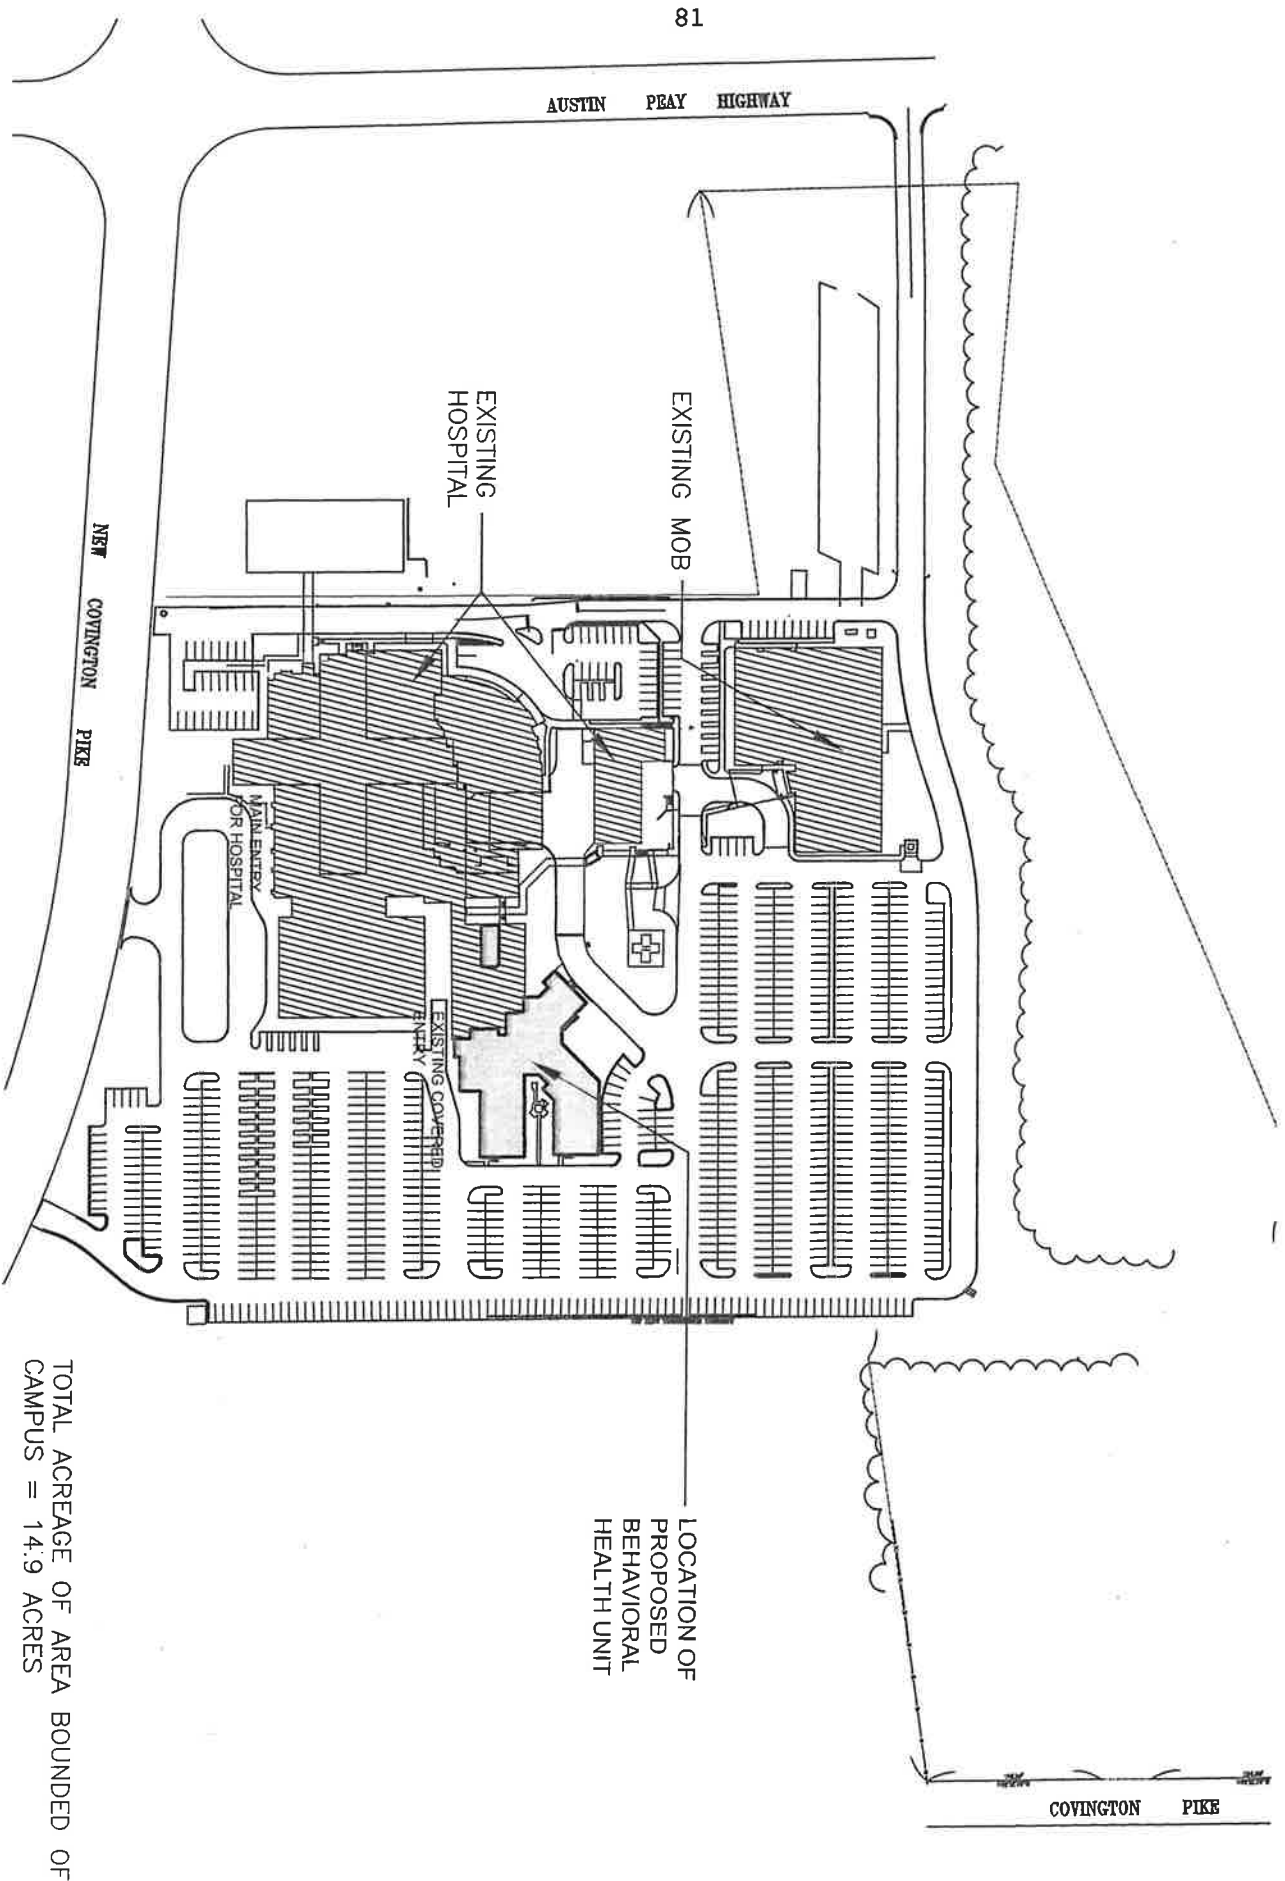 81
AUSTIN PEAY HIGHWAY
EXISTING MOB
EXISTING
HOSPITAL
NEW COVINGTON PIKE
MAIN ENTRY
FOR HOSPITAL
EXISTING COVERED
ENTRY
LOCATION OF
PROPOSED
BEHAVIORAL
HEALTH UNIT
COVINGTON PIKE
TOTAL ACREAGE OF AREA BOUNDED OF
CAMPUS = 14.9 ACRES